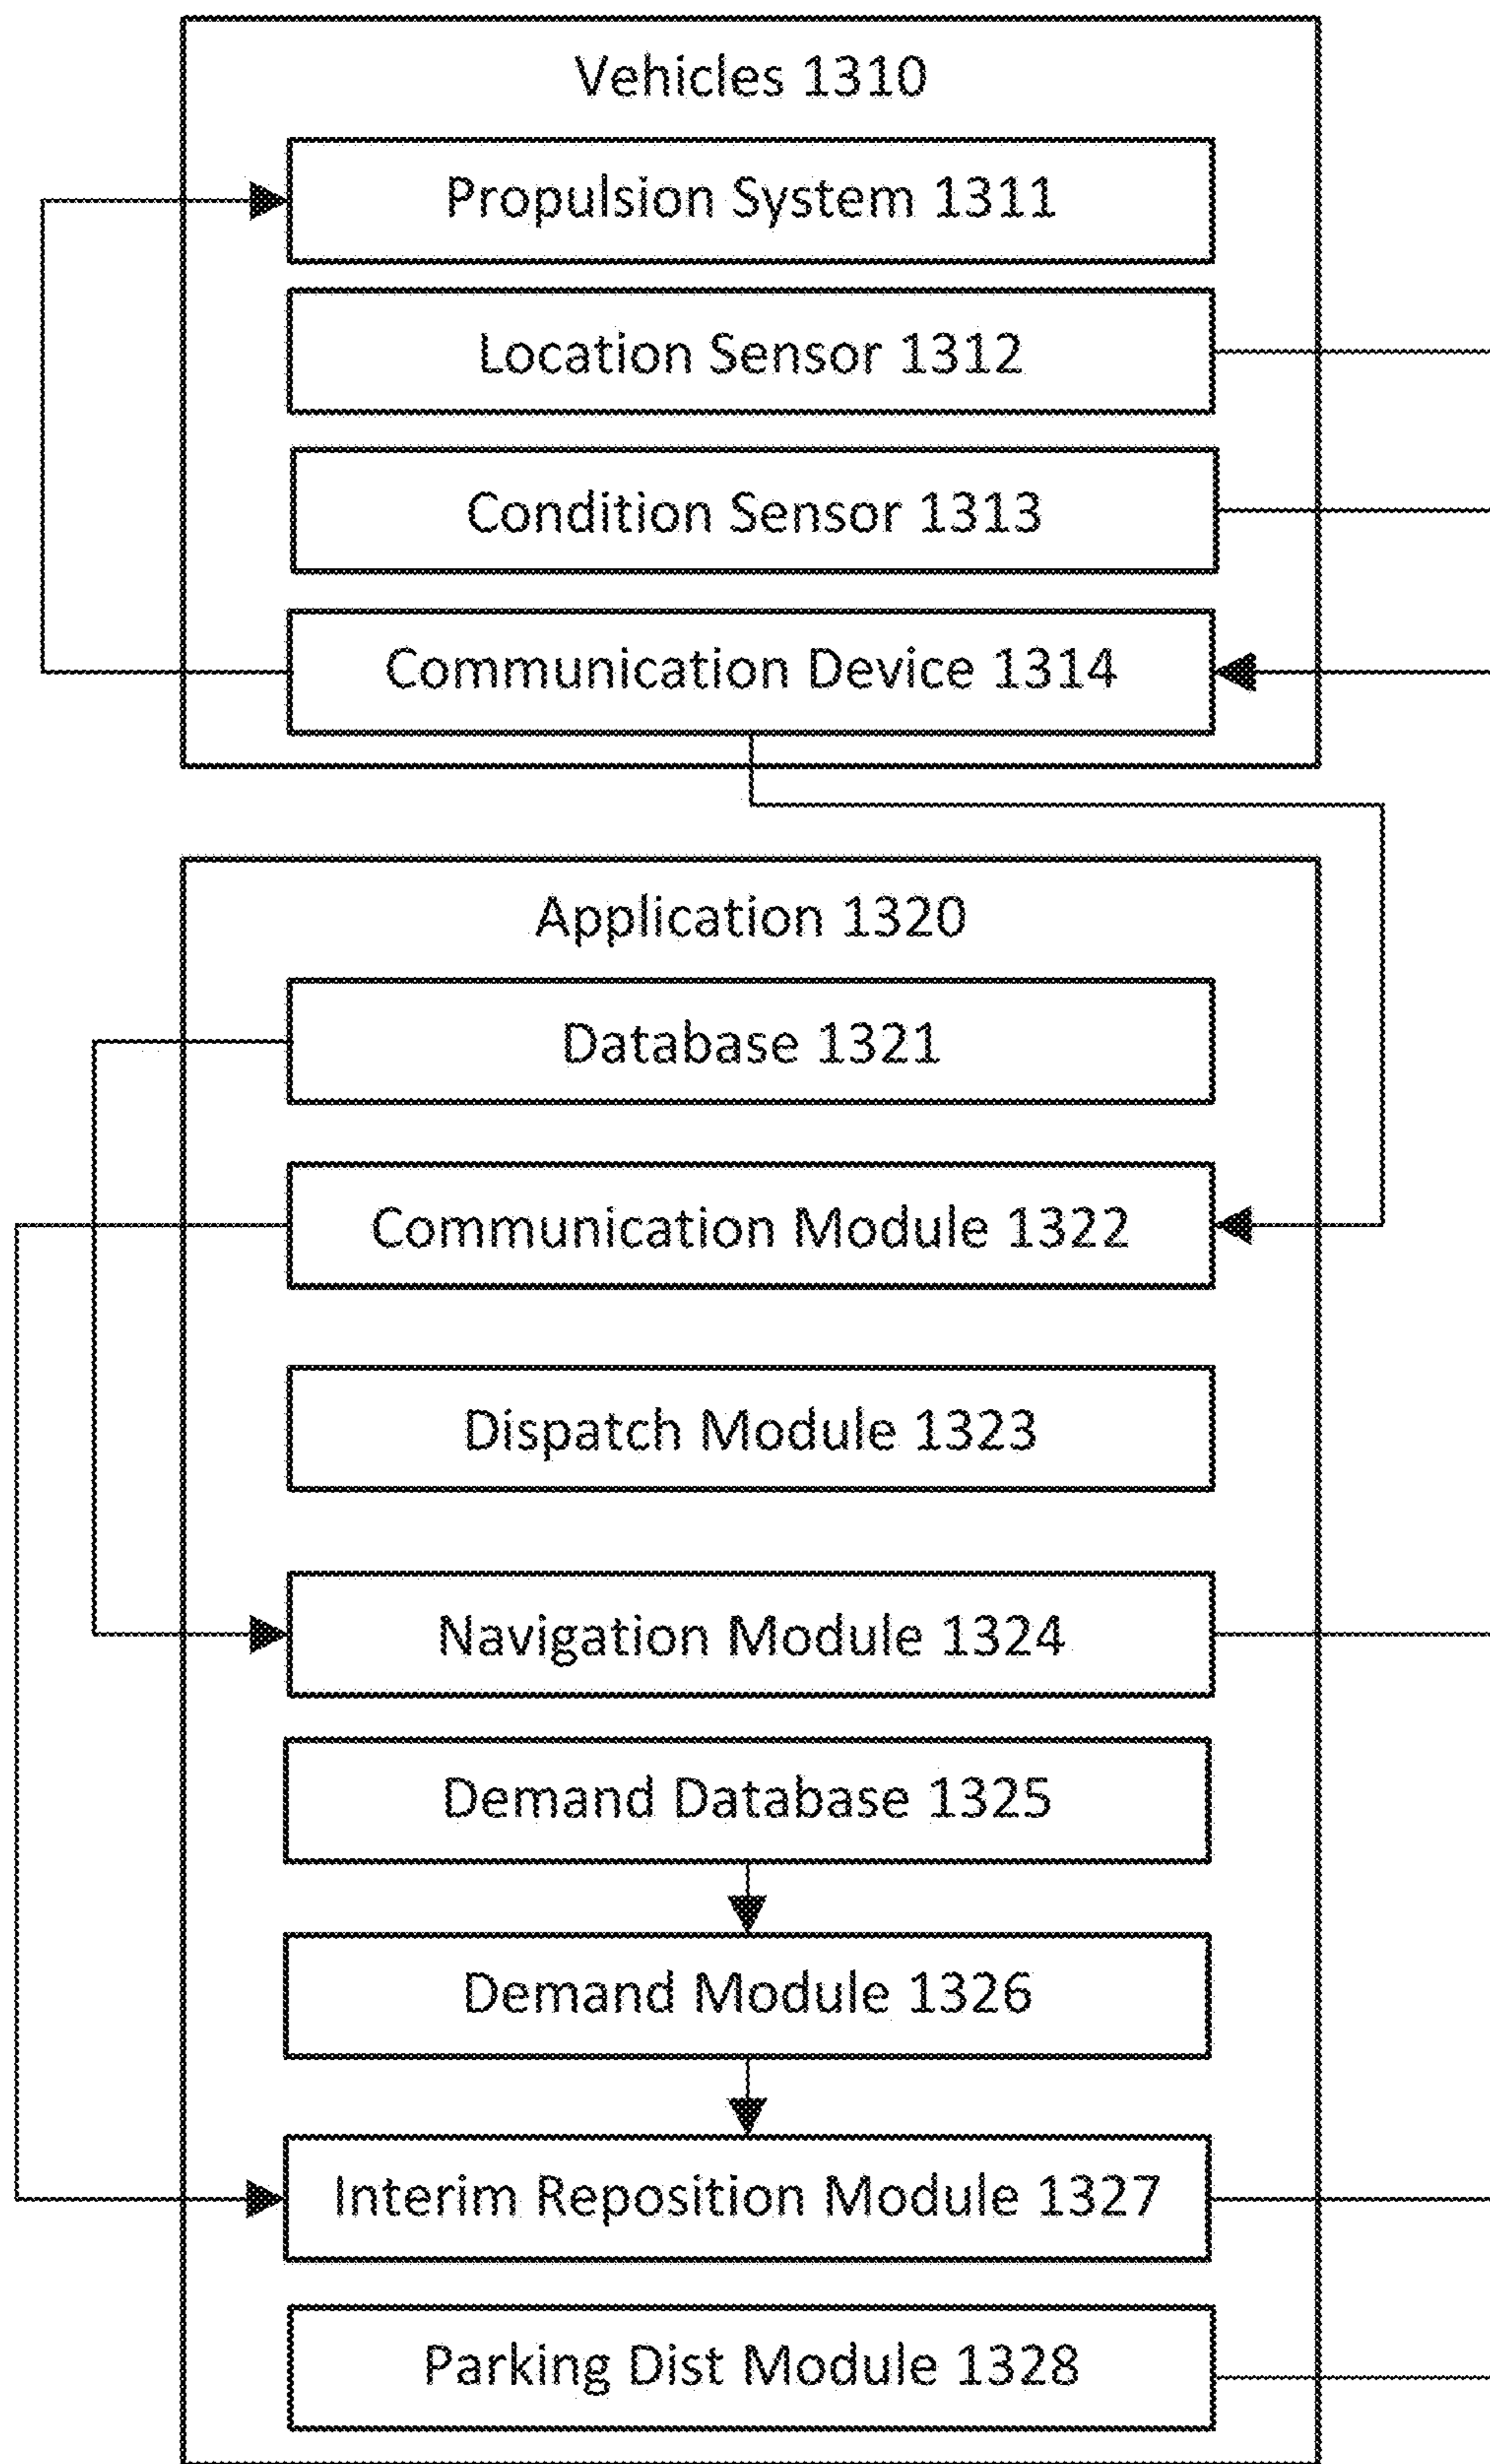 Vehicles 1310
Propulsion System 1311
Location Sensor 1312
Condition Sensor 1313
Communication Device 1314
Application 1320
Database 1321
Communication Module 1322
Dispatch Module 1323
Navigation Module 1324
Demand Database 1325
Demand Module 1326
Interim Reposition Module 1327
Parking Dist Module 1328